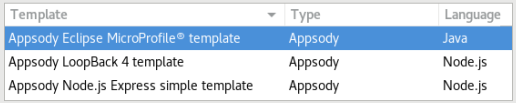 Template Type Language
Appsody Eclipse MicroProfile® template Appsody Java
Appsody LoopBack 4 template Appsody Node.js
Appsody Node.js Express simple template Appsody Node.js